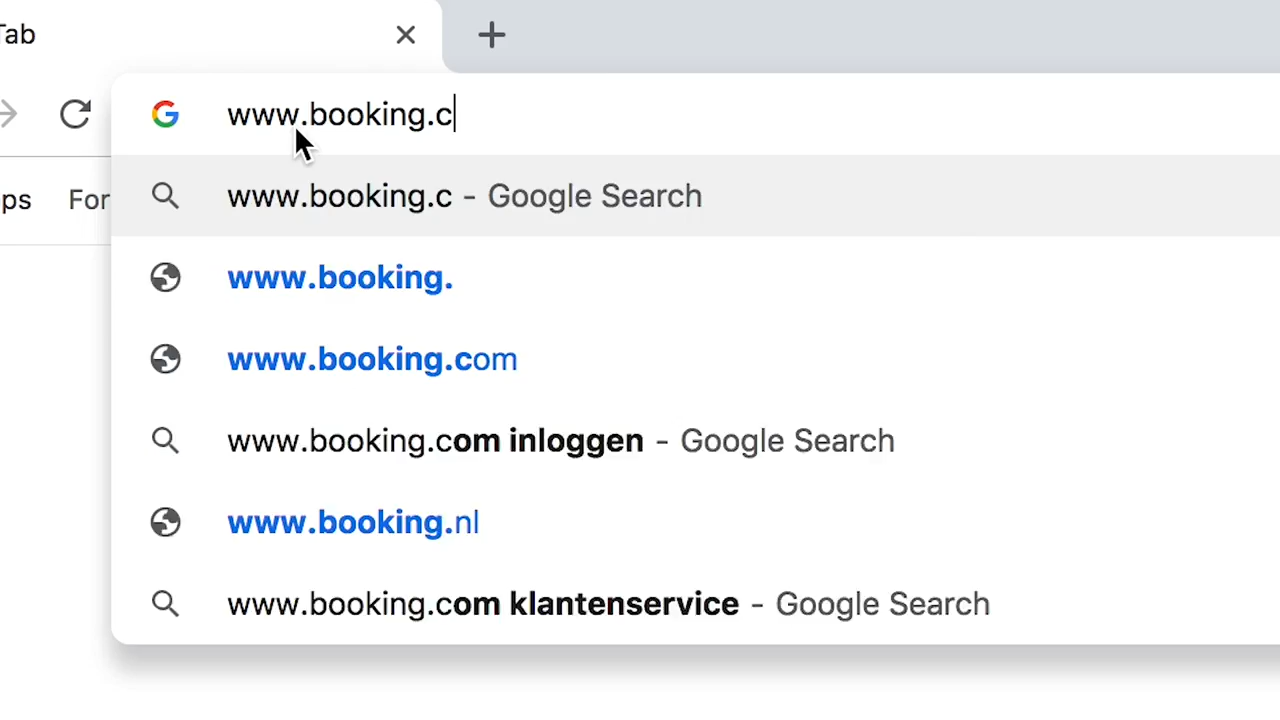 Tab
www.booking.c
ps For
www.booking.c - Google Search
www.booking.
www.booking.com
www.booking.com inloggen - Google Search
www.booking.nl
www.booking.com klantenservice - Google Search